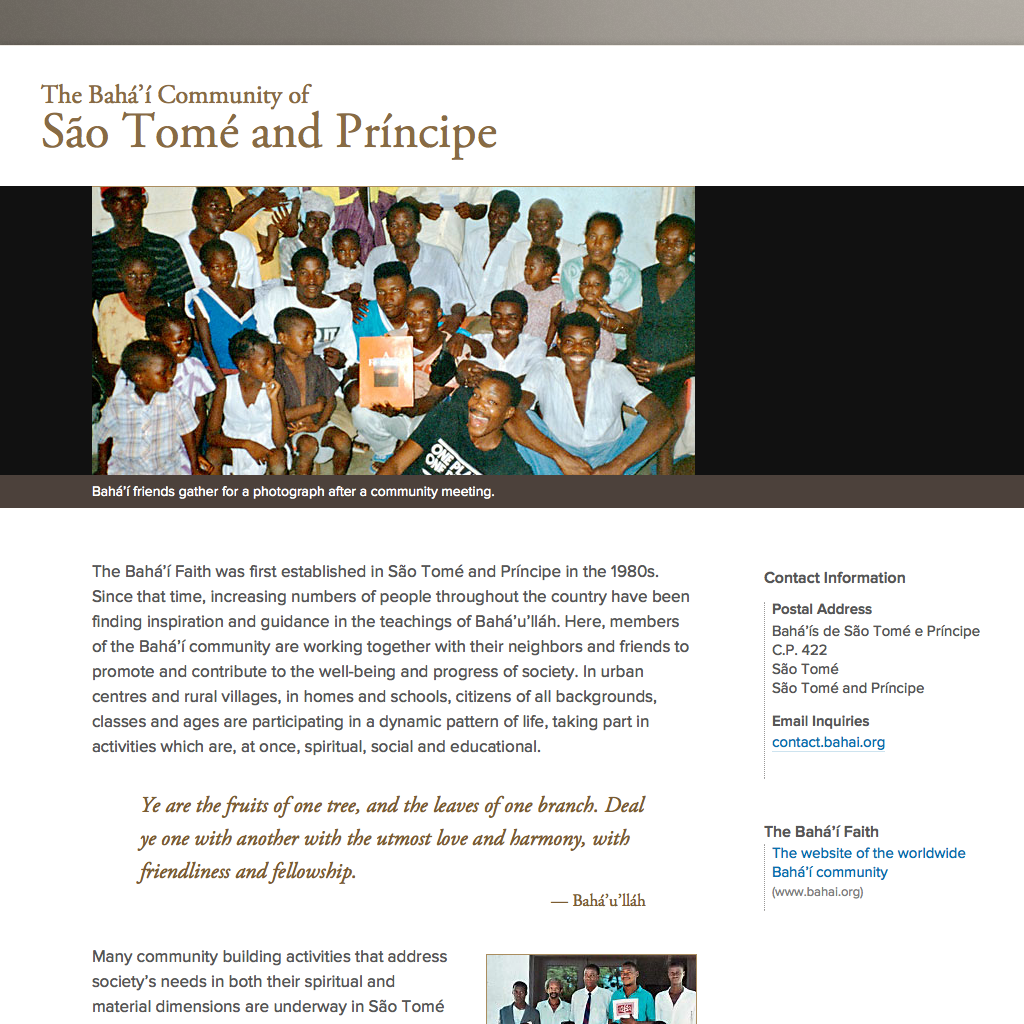 The Bahá’í Community of
São Tomé and Príncipe
ONE PL
ONE
Bahá’í friends gather for a photograph after a community meeting.
The Bahá’í Faith was first established in São Tomé and Príncipe in the 1980s.
Since that time, increasing numbers of people throughout the country have been
finding inspiration and guidance in the teachings of Bahá’u’lláh. Here, members
of the Bahá’í community are working together with their neighbors and friends to
promote and contribute to the well-being and progress of society. In urban
centres and rural villages, in homes and schools, citizens of all backgrounds,
classes and ages are participating in a dynamic pattern of life, taking part in
activities which are, at once, spiritual, social and educational.
Ye are the fruits of one tree, and the leaves of one branch. Deal
ye one with another with the utmost love and harmony, with
friendliness and fellowship.
— Bahá’u’lláh
Many community building activities that address
society’s needs in both their spiritual and
material dimensions are underway in São Tomé
Contact Information
Postal Address
Bahá’ís de São Tomé e Príncipe
C.P. 422
São Tomé
São Tomé and Príncipe
Email Inquiries
contact.bahai.org
The Bahá’í Faith
The website of the worldwide
Bahá’í community
(www.bahai.org)